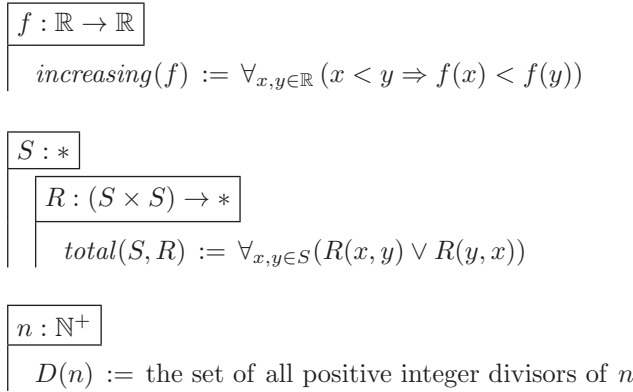 f : ℝ → ℝ
increasing(f) := ∀x,y∈ℝ (x < y ⇒ f(x) < f(y))
S : ∗
R : (S × S) → ∗
total(S, R) := ∀x,y∈S(R(x, y) ∨ R(y, x))
n : ℕ⁺
D(n) := the set of all positive integer divisors of n